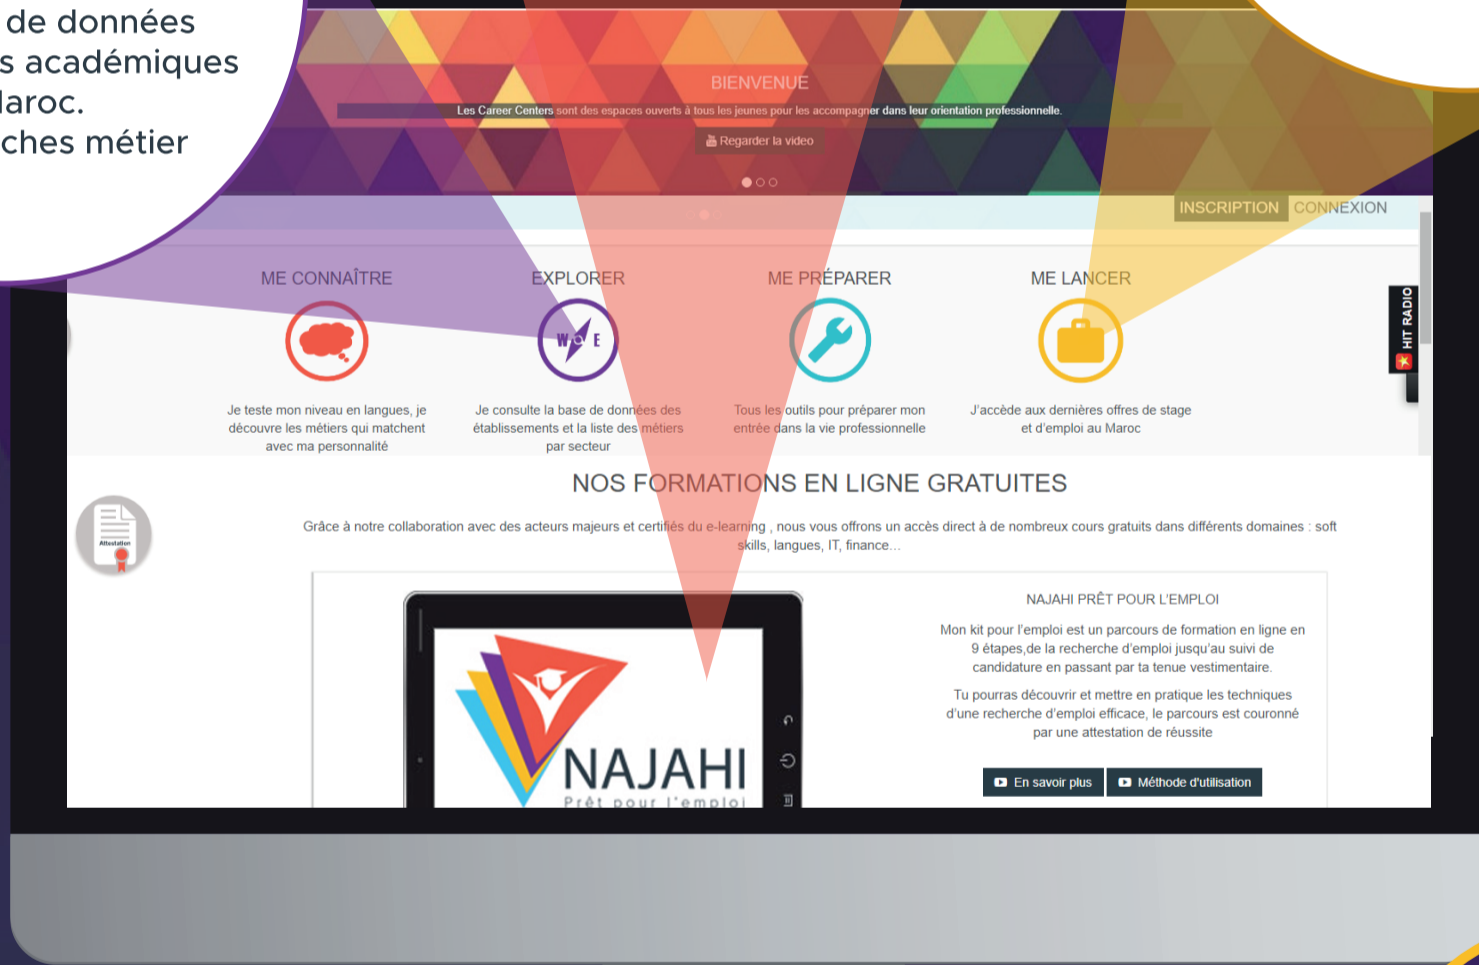 de données
s académiques
aroc.
ches métier
BIENVENUE
Les Career Centers sont des espaces ouverts à tous les jeunes pour les accompagner dans leur orientation professionnelle.
Regarder la video
INSCRIPTION CONNEXION
ME CONNAÎTRE
EXPLORER
ME PRÉPARER
ME LANCER
W E
HIT RADIO
Je teste mon niveau en langues, je
découvre les métiers qui matchent
avec ma personnalité
Je consulte la base de données des
établissements et la liste des métiers
par secteur
Tous les outils pour préparer mon
entrée dans la vie professionnelle
J'accède aux dernières offres de stage
et d'emploi au Maroc
NOS FORMATIONS EN LIGNE GRATUITES
Attestation
Grâce à notre collaboration avec des acteurs majeurs et certifiés du e-learning , nous vous offrons un accès direct à de nombreux cours gratuits dans différents domaines : soft
skills, langues, IT, finance...
NAJAHI
Prêt pour l'emploi
NAJAHI PRÊT POUR L'EMPLOI
Mon kit pour l'emploi est un parcours de formation en ligne en
9 étapes,de la recherche d'emploi jusqu'au suivi de
candidature en passant par ta tenue vestimentaire.
Tu pourras découvrir et mettre en pratique les techniques
d'une recherche d'emploi efficace, le parcours est couronné
par une attestation de réussite
En savoir plus
Méthode d'utilisation